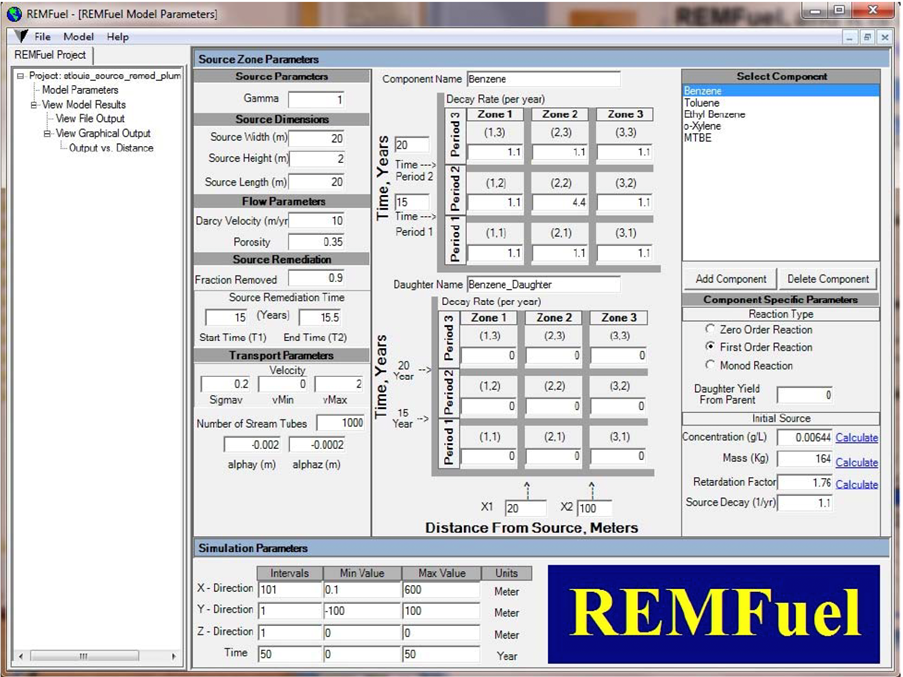 REMFuel - [REMFuel Model Parameters]
File Model Help
REMFuel Project
Project: stlouis_source_remed_plum
Model Parameters
View Model Results
View File Output
View Graphical Output
Output vs. Distance
Source Zone Parameters
Source Parameters
Gamma 1
Source Dimensions
Source Width (m) 20
Source Height (m) 2
Source Length (m) 20
Flow Parameters
Darcy Velocity (m/yr 10
Porosity 0.35
Source Remediation
Fraction Removed 0.9
Source Remediation Time
15 (Years) 15.5
Start Time (T1) End Time (T2)
Transport Parameters
Velocity
0.2 0 2
Sigmav vMin vMax
Number of Stream Tubes 1000
-0.002 -0.0002
alphay (m) alphaz (m)
Component Name Benzene
Decay Rate (per year)
Zone 1 Zone 2 Zone 3
Time, Years
20
Time --->
Period 2
15
Time --->
Period 1
Period 3
(1,3) (2,3) (3,3)
1.1 1.1 1.1
Period 2
(1,2) (2,2) (3,2)
1.1 4.4 1.1
Period 1
(1,1) (2,1) (3,1)
1.1 1.1 1.1
Daughter Name Benzene_Daughter
Decay Rate (per year)
Zone 1 Zone 2 Zone 3
Time, Years
20
Year -->
15
Year -->
Period 3
(1,3) (2,3) (3,3)
0 0 0
Period2
(1,2) (2,2) (3,2)
0 0 0
Period 1
(1,1) (2,1) (3,1)
0 0 0
X1 20 X2 100
Distance From Source, Meters
Select Component
Benzene
Toluene
Ethyl Benzene
o-Xylene
MTBE
Add Component Delete Component
Component Specific Parameters
Reaction Type
Zero Order Reaction
First Order Reaction
Monod Reaction
Daughter Yield
From Parent 0
Initial Source
Concentration (g/L) 0.00644 Calculate
Mass (Kg) 164 Calculate
Retardation Factor 1.76 Calculate
Source Decay (1/yr) 1.1
Simulation Parameters
Intervals Min Value Max Value Units
X - Direction 101 0.1 600 Meter
Y - Direction 1 -100 100 Meter
Z - Direction 1 0 0 Meter
Time 50 0 50 Year
REMFuel